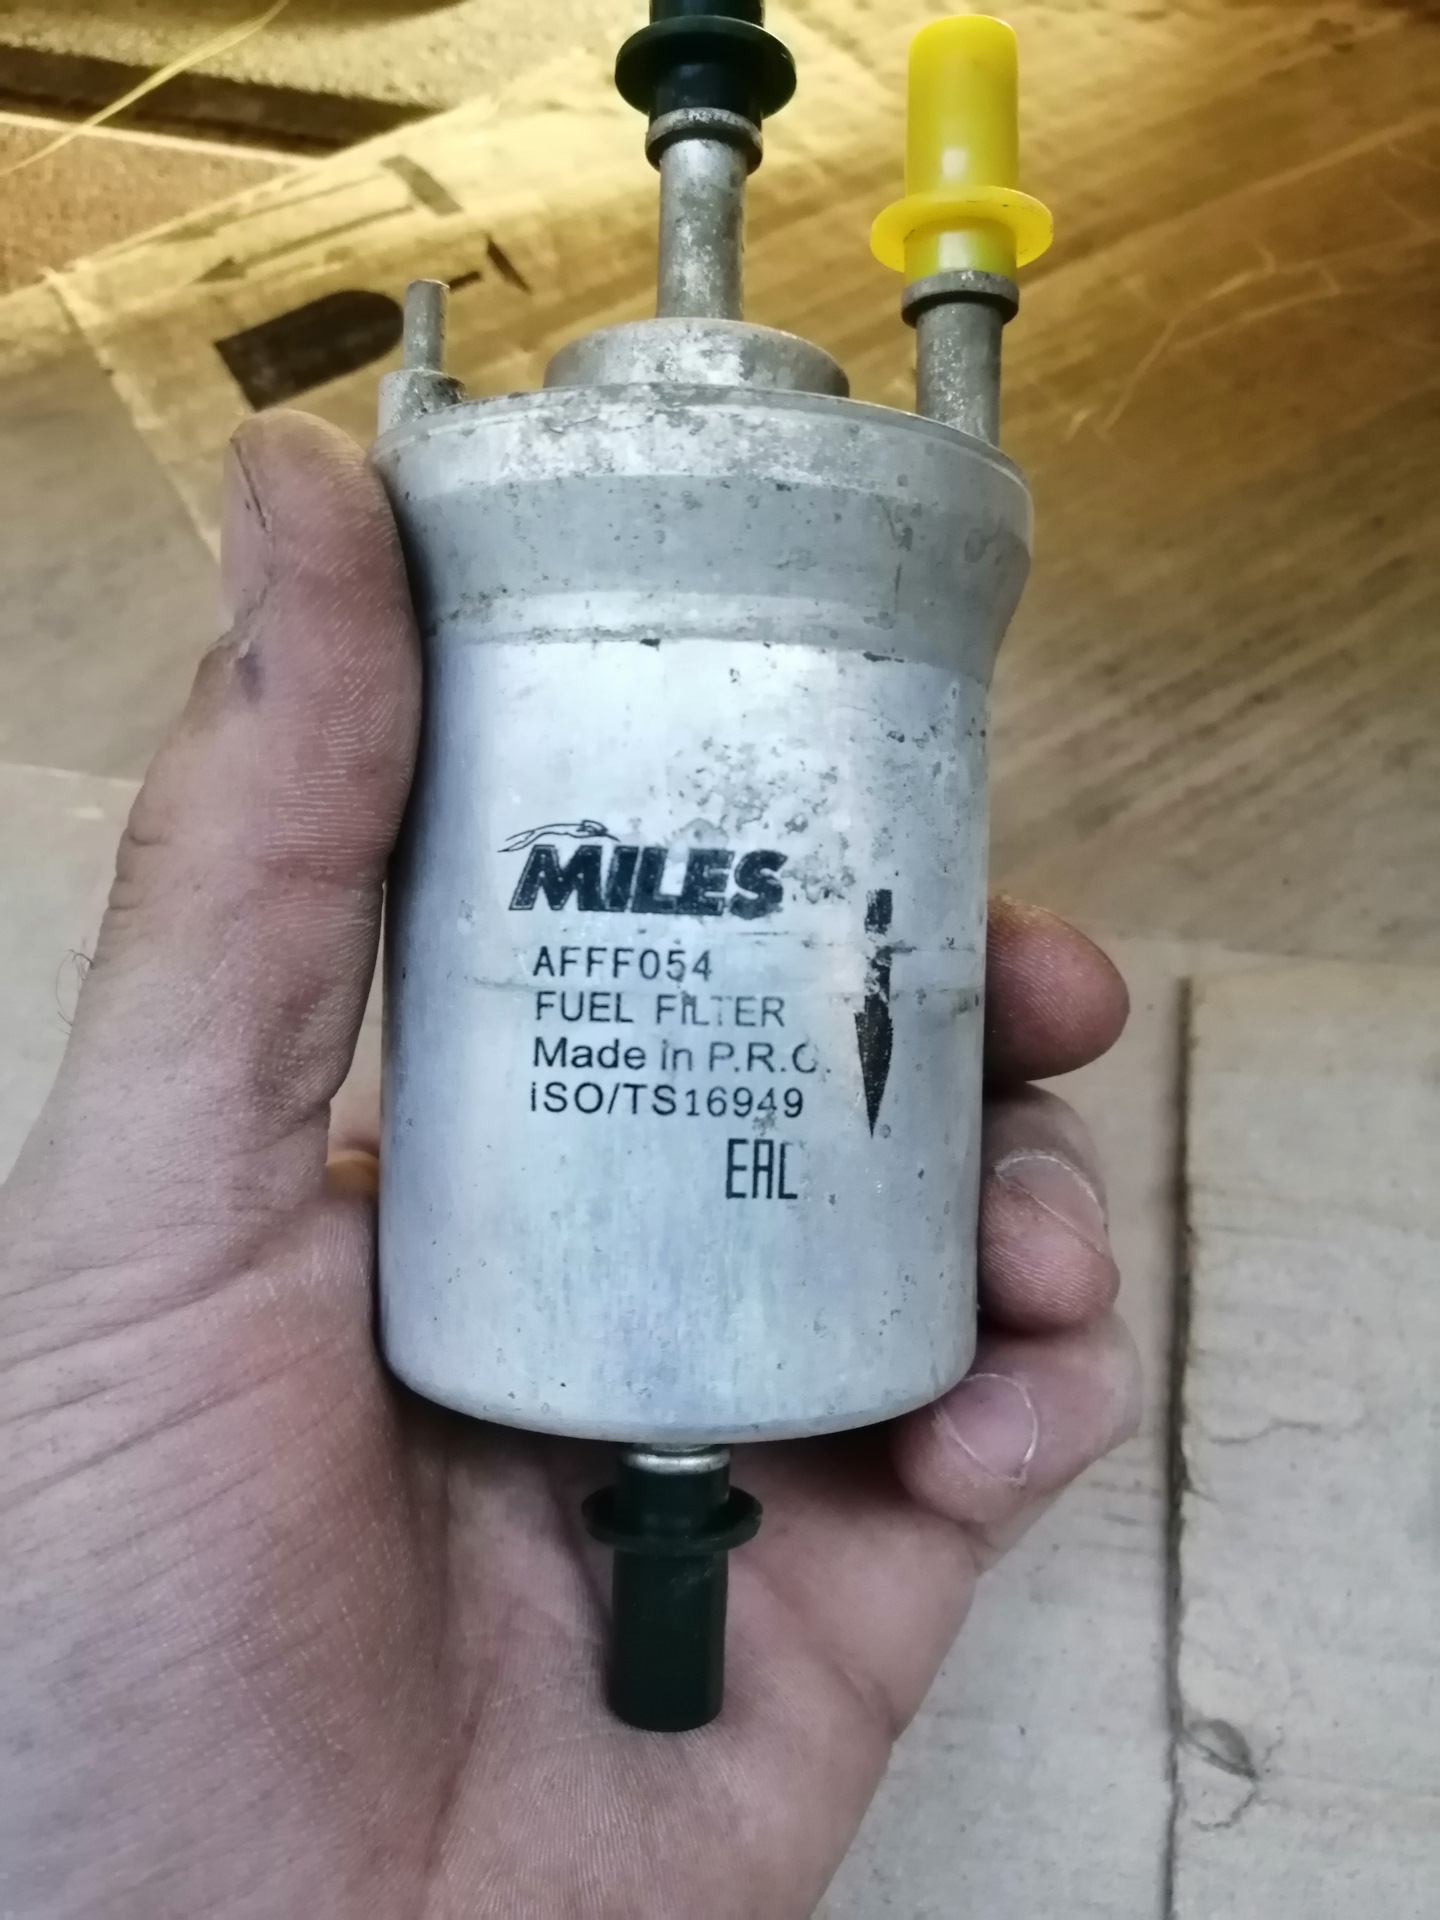 MILES
AFFF054
FUEL FILTER
Made in P.R.C.
ISO/TS16949
EAC